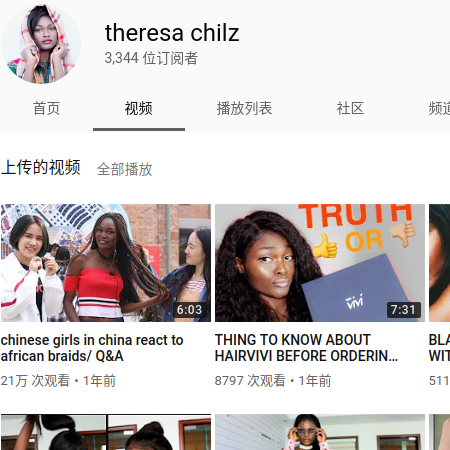 theresa chilz
3,344 位订阅者
首页 视频 播放列表 社区 频道
上传的视频 全部播放
TRUTH
OR
vivi
6:03 7:31
chinese girls in china react to THING TO KNOW ABOUT BLA
african braids/ Q&A HAIRVIVI BEFORE ORDERIN... WIT
21万 次观看 • 1年前 8797 次观看 • 1年前 511